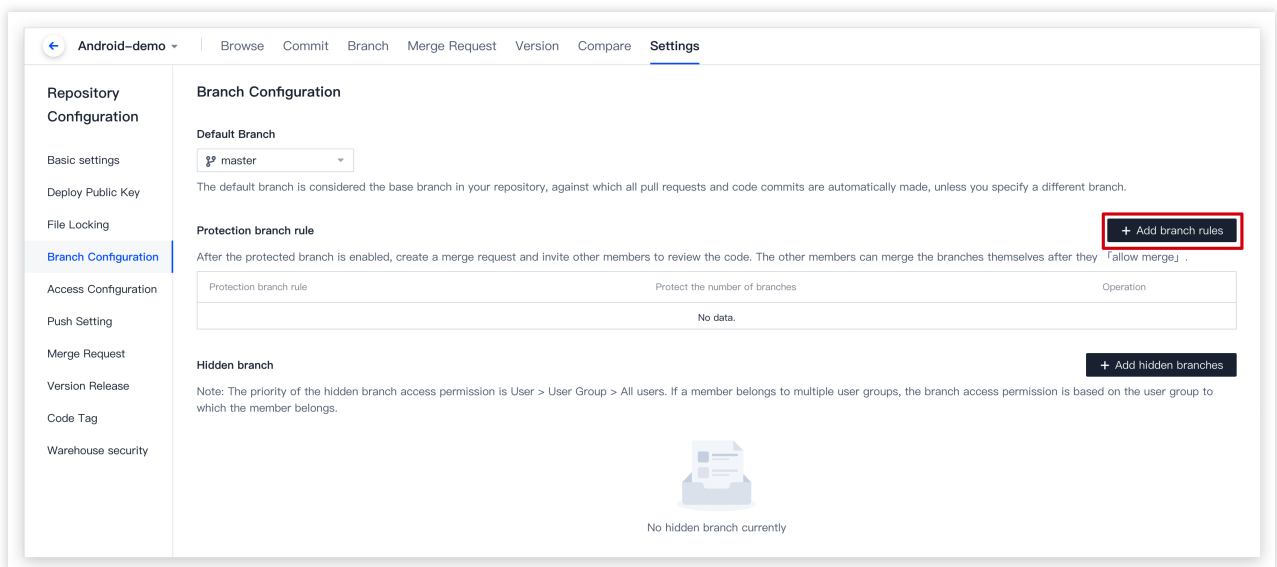 Android-demo Browse Commit Branch Merge Request Version Compare Settings
Repository
Configuration
Basic settings
Deploy Public Key
File Locking
Branch Configuration
Access Configuration
Push Setting
Merge Request
Version Release
Code Tag
Warehouse security
Branch Configuration
Default Branch
master
The default branch is considered the base branch in your repository, against which all pull requests and code commits are automatically made, unless you specify a different branch.
Protection branch rule
+ Add branch rules
After the protected branch is enabled, create a merge request and invite other members to review the code. The other members can merge the branches themselves after they 「allow merge」.
Protection branch rule Protect the number of branches Operation
No data.
Hidden branch
+ Add hidden branches
Note: The priority of the hidden branch access permission is User > User Group > All users. If a member belongs to multiple user groups, the branch access permission is based on the user group to
which the member belongs.
No hidden branch currently